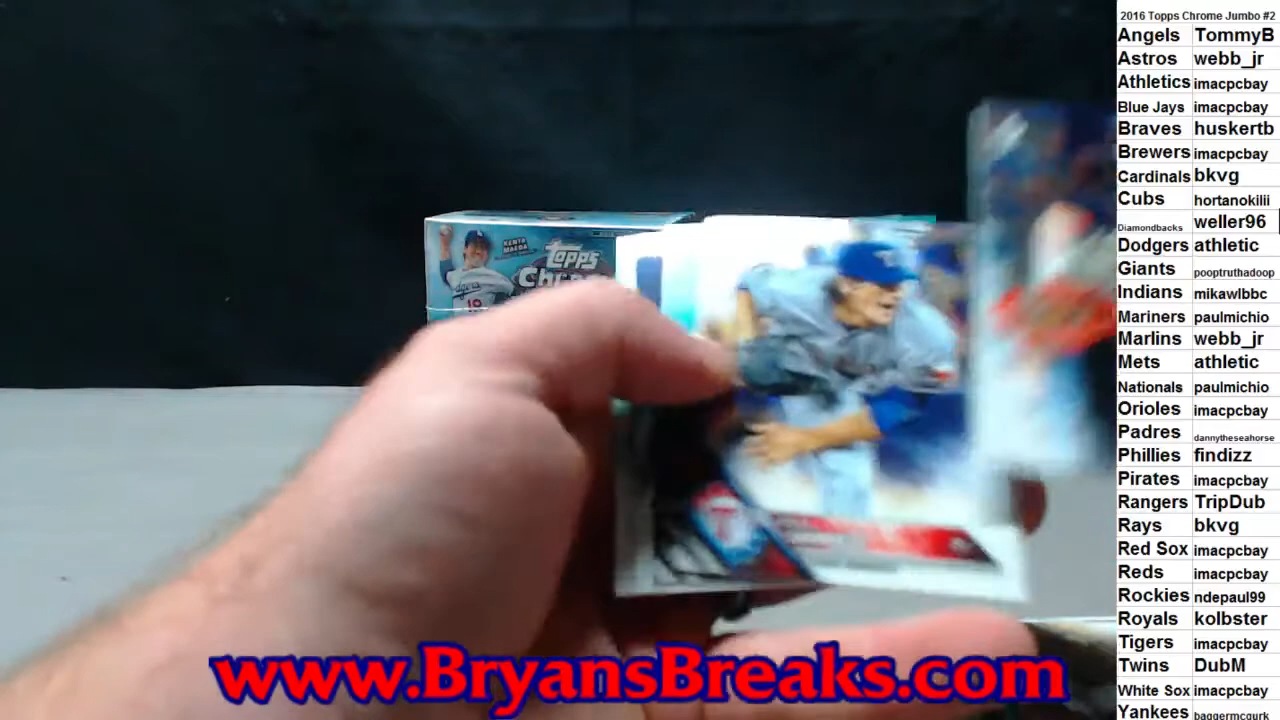 2016 Topps Chrome Jumbo #2
Angels TommyB
Astros webb_jr
Athletics imacpcbay
Blue Jays imacpcbay
Braves huskertb
Brewers imacpcbay
Cardinals bkvg
Cubs hortanokilii
Diamondbacks weller96
Dodgers athletic
Giants pooptruthadoop
Indians mikawlbbc
Mariners paulmichio
Marlins webb_jr
Mets athletic
Nationals paulmichio
Orioles imacpcbay
Padres dannytheseahorse
Phillies findizz
Pirates imacpcbay
Rangers TripDub
Rays bkvg
Red Sox imacpcbay
Reds imacpcbay
Rockies ndepaul99
Royals kolbster
Tigers imacpcbay
Twins DubM
White Sox imacpcbay
Yankees baggermcgurk
KENTA
MAEDA
Topps
Chr
Dodgers
18
T
www.BryansBreaks.com